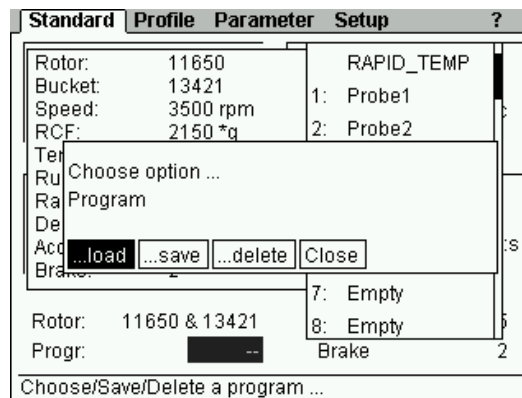 Standard Profile Parameter Setup ?
Rotor: 11650
Bucket: 13421
Speed: 3500 rpm
RCF: 2150 *g
RAPID_TEMP
1: Probe1
2: Probe2
Choose option ...
Program
...load ...save ...delete Close
7: Empty
8: Empty
Rotor: 11650 & 13421
Progr: --
Brake 2
Choose/Save/Delete a program ...